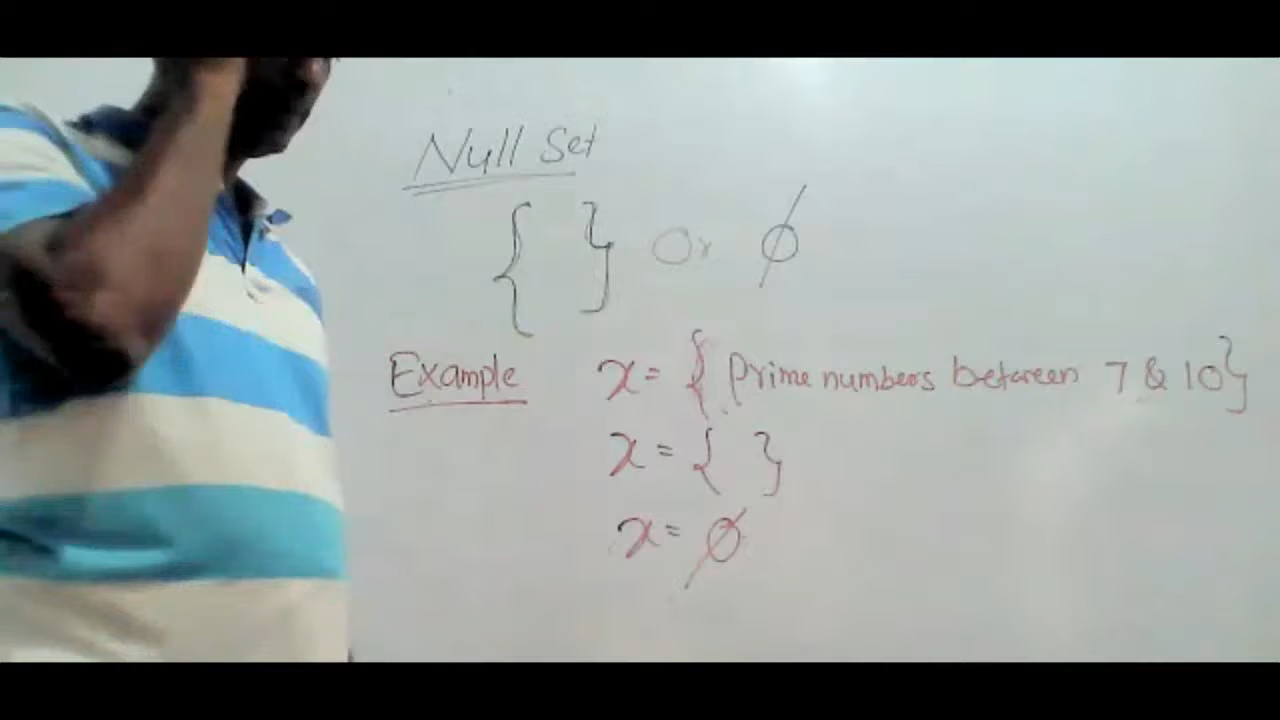 Null Set
{ } Or ϕ
Example x = { Prime numbers between 7 & 10}
x = { }
x = ϕ